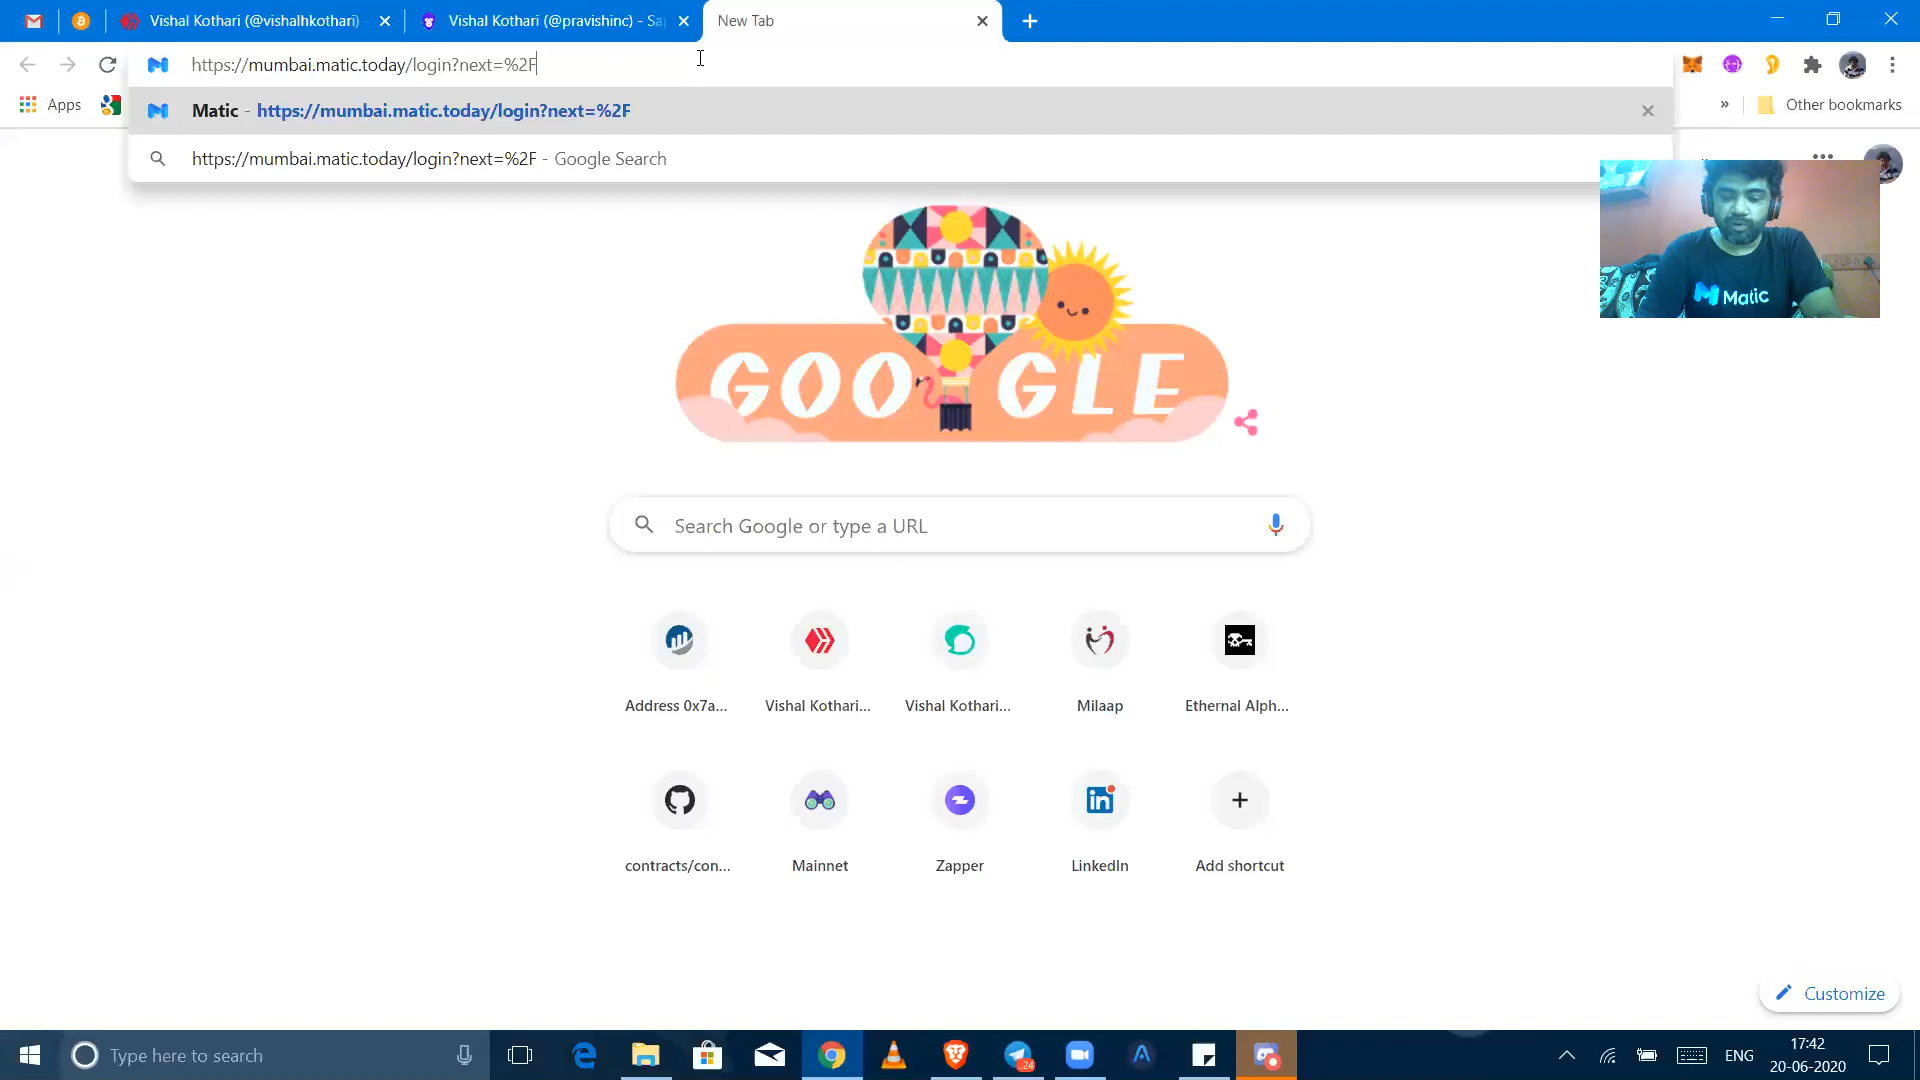 Vishal Kothari (@vishalhkothari)
Vishal Kothari (@pravishinc) - Sa
New Tab
https://mumbai.matic.today/login?next=%2F
Apps
Other bookmarks
Matic - https://mumbai.matic.today/login?next=%2F
https://mumbai.matic.today/login?next=%2F - Google Search
Matic
GOOGLE
Search Google or type a URL
Address 0x7a...
Vishal Kothari...
Vishal Kothari...
Milaap
Ethernal Alph...
contracts/con...
Mainnet
Zapper
LinkedIn
Add shortcut
Customize
Type here to search
24
ENG
17:42
20-06-2020